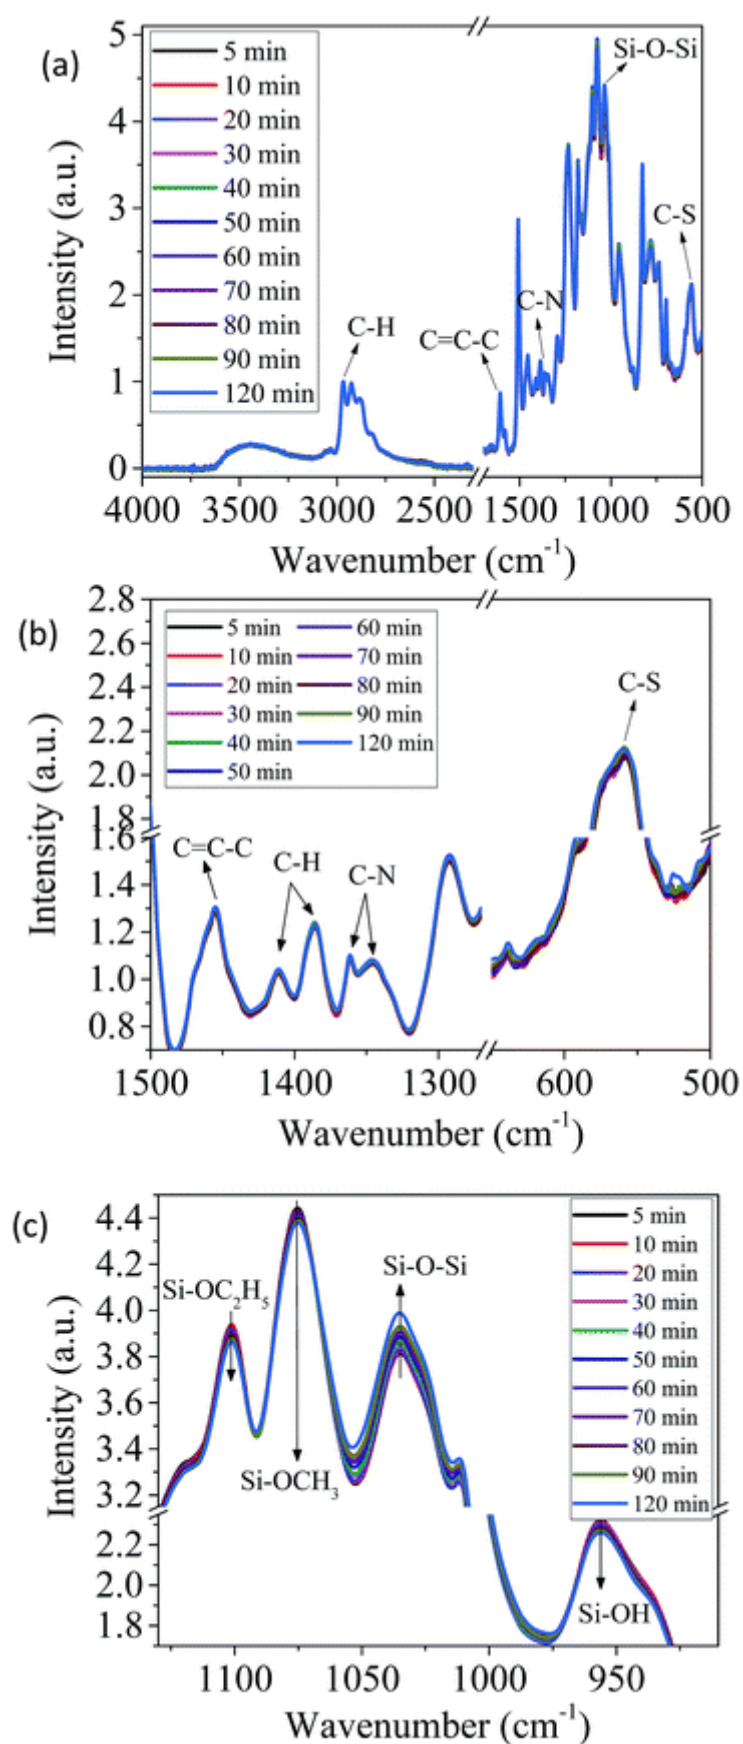 (a)
5 min
10 min
20 min
30 min
40 min
50 min
60 min
70 min
80 min
90 min
120 min
C-H
C=C-C
C-N
Si-O-Si
C-S
Intensity (a.u.)
5
4
3
2
1
0
4000 3500 3000 2500 1500 1000 500
Wavenumber (cm⁻¹)
(b)
5 min 60 min
10 min 70 min
20 min 80 min
30 min 90 min
40 min 120 min
50 min
C-S
C=C-C
C-H
C-N
Intensity (a.u.)
2.8
2.6
2.4
2.2
2.0
1.8
1.6
1.4
1.2
1.0
0.8
1500 1400 1300 600 500
Wavenumber (cm⁻¹)
(c)
5 min
10 min
20 min
30 min
40 min
50 min
60 min
70 min
80 min
90 min
120 min
Si-OC₂H₅
Si-O-Si
Si-OCH₃
Si-OH
Intensity (a.u.)
4.4
4.2
4.0
3.8
3.6
3.4
3.2
2.2
2.0
1.8
1100 1050 1000 950
Wavenumber (cm⁻¹)